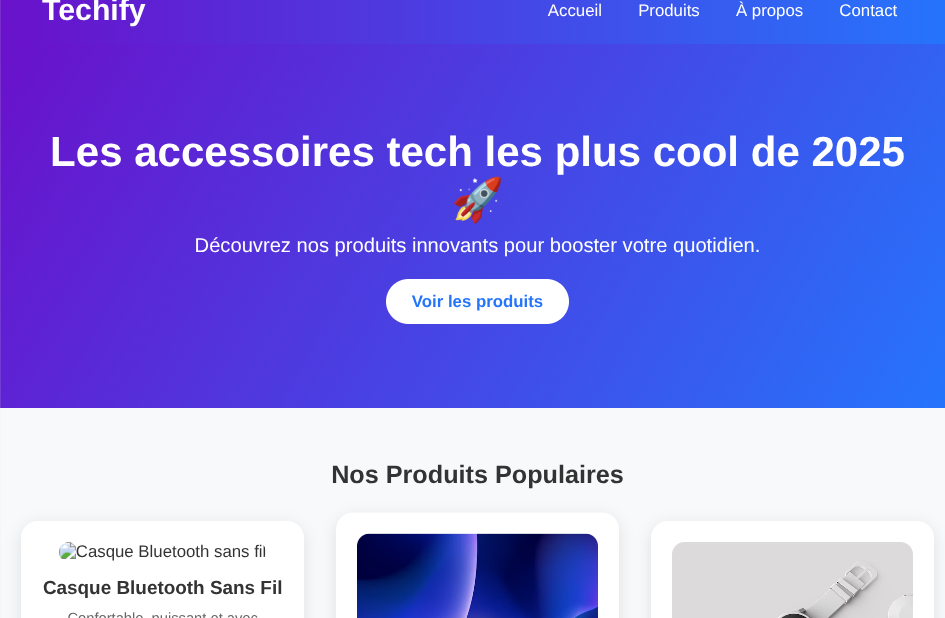 Techify
Accueil Produits À propos Contact
Les accessoires tech les plus cool de 2025
🚀
Découvrez nos produits innovants pour booster votre quotidien.
Voir les produits
Nos Produits Populaires
Casque Bluetooth sans fil
Casque Bluetooth Sans Fil
Confortable, puissant et avec